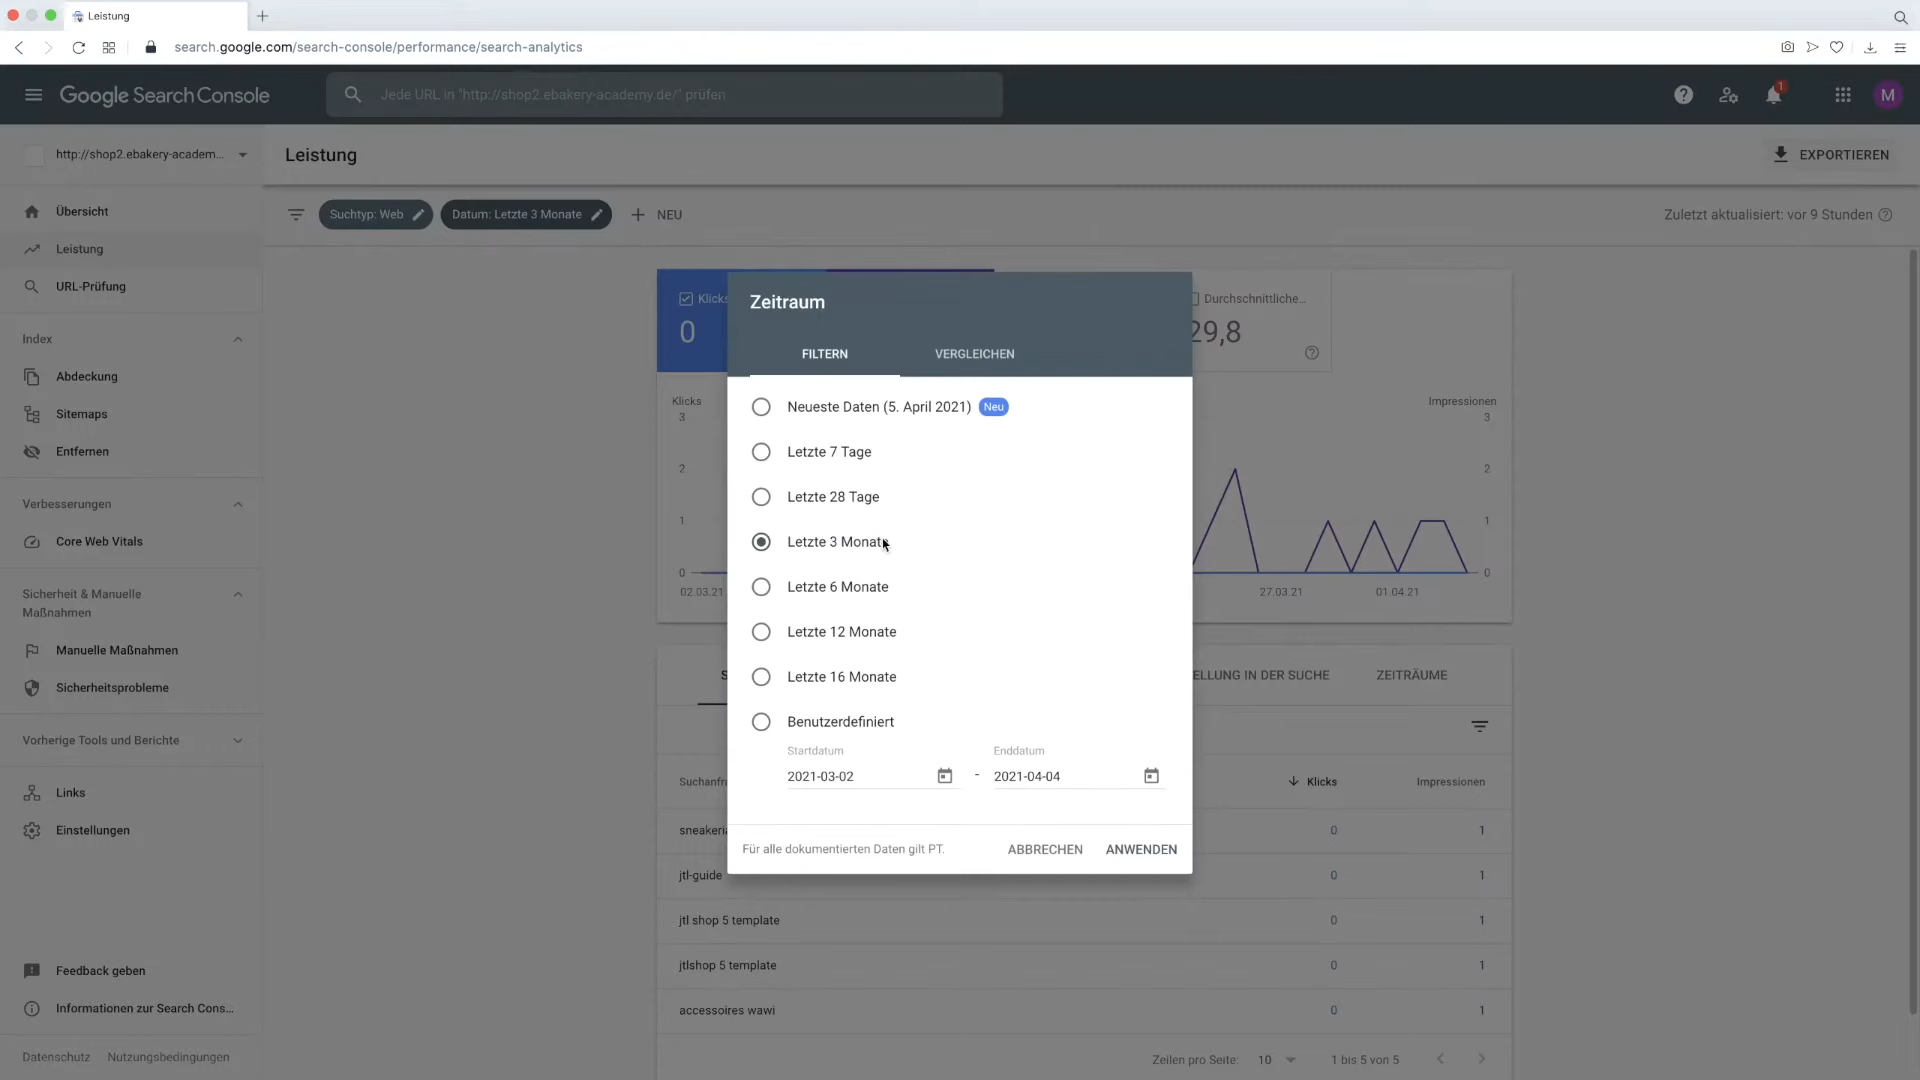 Leistung
search.google.com/search-console/performance/search-analytics
Google Search Console
Jede URL in "http://shop2.ebakery-academy.de/" prüfen
1
M
http://shop2.ebakery-academ...
Leistung
EXPORTIEREN
Übersicht
Leistung
URL-Prüfung
Index
Abdeckung
Sitemaps
Entfernen
Verbesserungen
Core Web Vitals
Sicherheit & Manuelle
Maßnahmen
Manuelle Maßnahmen
Sicherheitsprobleme
Vorherige Tools und Berichte
Links
Einstellungen
Feedback geben
Informationen zur Search Cons...
Datenschutz Nutzungsbedingungen
Suchtyp: Web
Datum: Letzte 3 Monate
NEU
Zuletzt aktualisiert: vor 9 Stunden
Klicks
0
Durchschnittliche...
29,8
Klicks
3
2
1
0
02.03.21
Impressionen
3
2
1
0
27.03.21
01.04.21
Zeitraum
FILTERN
VERGLEICHEN
Neueste Daten (5. April 2021) Neu
Letzte 7 Tage
Letzte 28 Tage
Letzte 3 Monate
Letzte 6 Monate
Letzte 12 Monate
Letzte 16 Monate
Benutzerdefiniert
Startdatum
2021-03-02
-
Enddatum
2021-04-04
Für alle dokumentierten Daten gilt PT.
ABBRECHEN
ANWENDEN
S
ELLUNG IN DER SUCHE
ZEITRÄUME
Suchanfr
Klicks
Impressionen
sneakeri
0
1
jtl-guide
0
1
jtl shop 5 template
0
1
jtlshop 5 template
0
1
accessoires wawi
0
1
Zeilen pro Seite: 10
1 bis 5 von 5